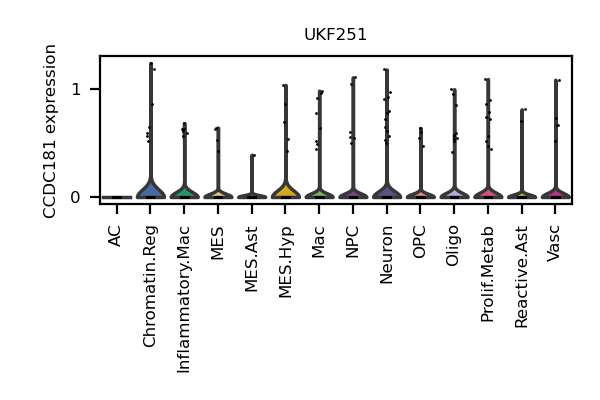 UKF251
CCDC181 expression
1
0
AC
Chromatin.Reg
Inflammatory.Mac
MES
MES.Ast
MES.Hyp
Mac
NPC
Neuron
OPC
Oligo
Prolif.Metab
Reactive.Ast
Vasc